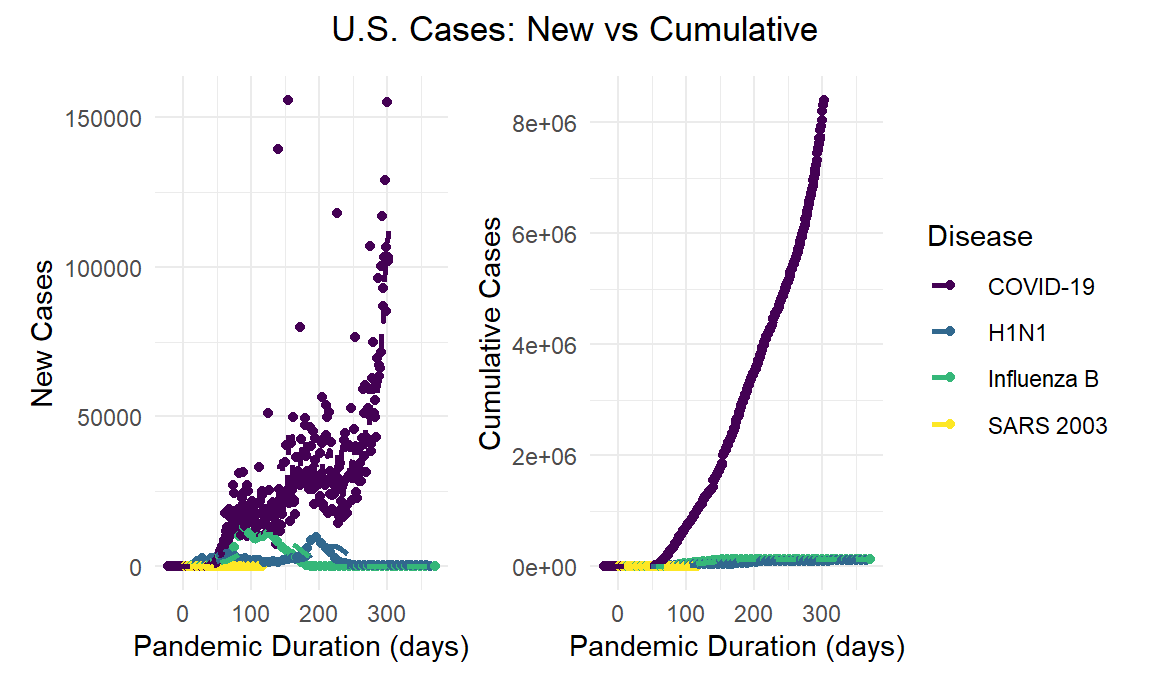 U.S. Cases: New vs Cumulative
New Cases
150000
100000
50000
0
0 100 200 300
Pandemic Duration (days)
Cumulative Cases
8e+06
6e+06
4e+06
2e+06
0e+00
0 100 200 300
Pandemic Duration (days)
Disease
COVID-19
H1N1
Influenza B
SARS 2003